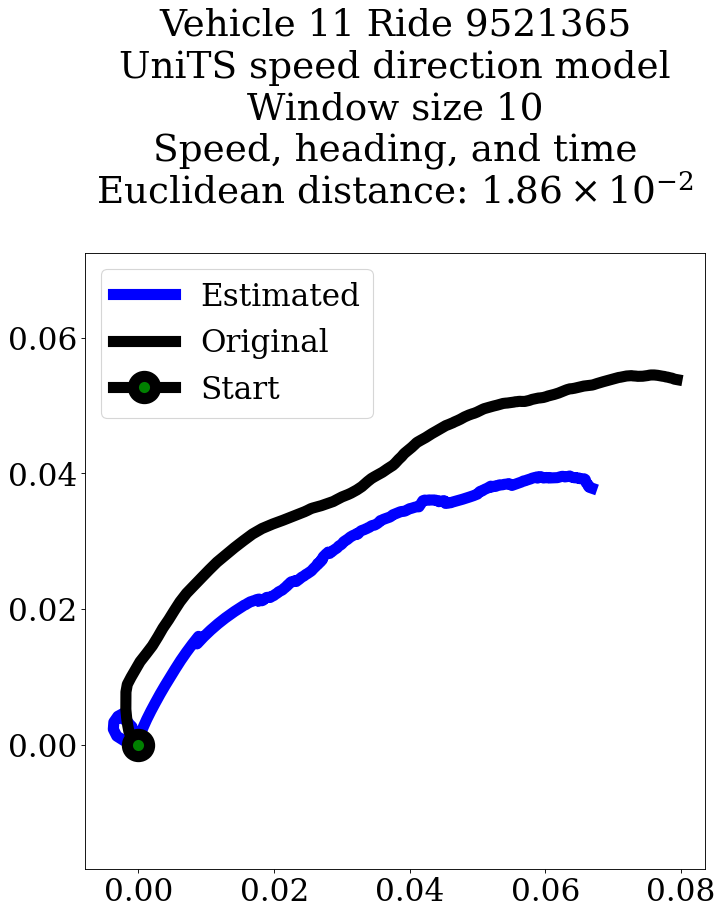 Vehicle 11 Ride 9521365
UniTS speed direction model
Window size 10
Speed, heading, and time
Euclidean distance: 1.86 × 10⁻²
Estimated
Original
Start
0.06
0.04
0.02
0.00
0.00 0.02 0.04 0.06 0.08